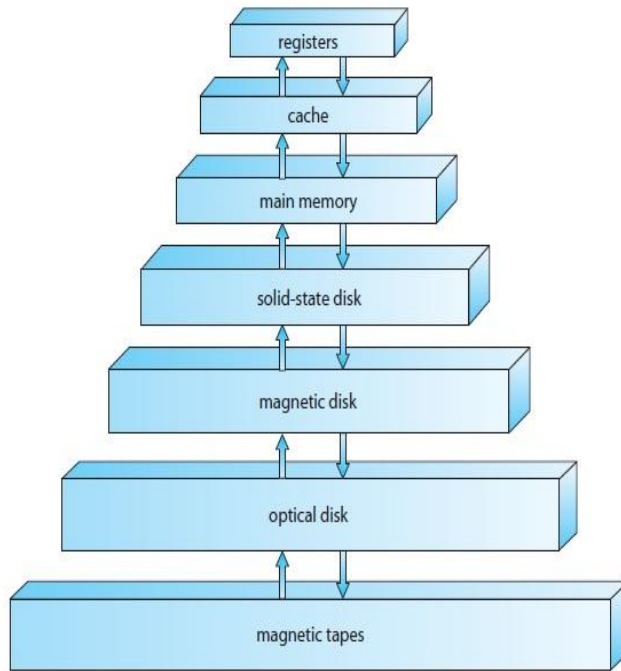 registers
cache
main memory
solid-state disk
magnetic disk
optical disk
magnetic tapes